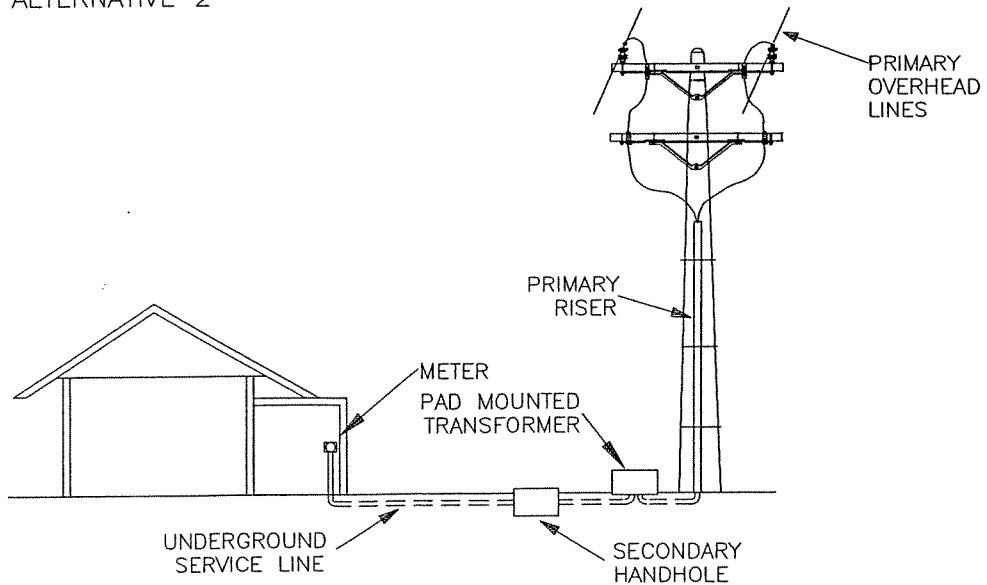 ALTERNATIVE 2
PRIMARY
OVERHEAD
LINES
PRIMARY
RISER
METER
PAD MOUNTED
TRANSFORMER
UNDERGROUND
SERVICE LINE
SECONDARY
HANDHOLE